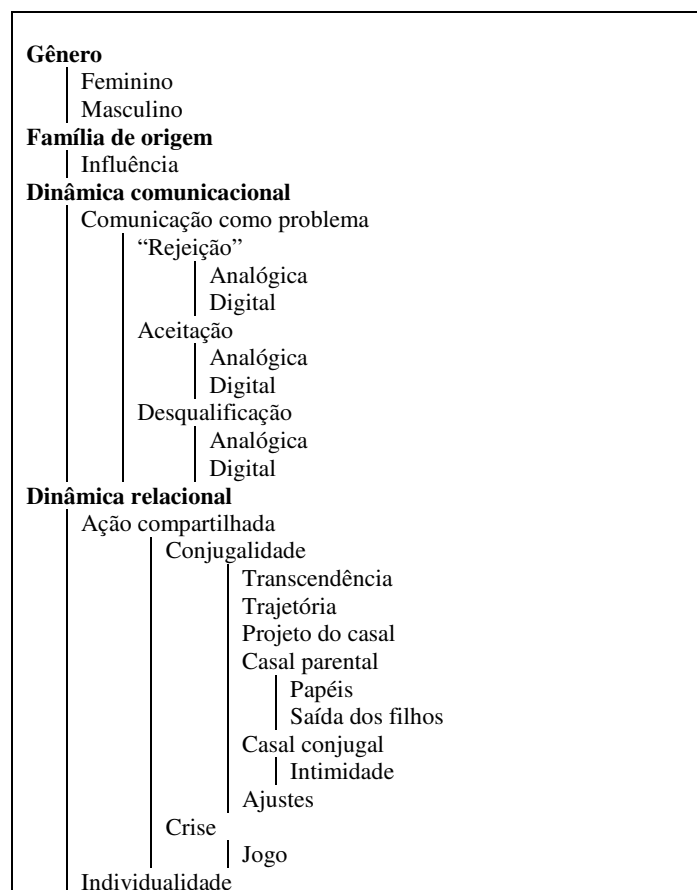 Gênero
Feminino
Masculino
Família de origem
Influência
Dinâmica comunicacional
Comunicação como problema
“Rejeição”
Analógica
Digital
Aceitação
Analógica
Digital
Desqualificação
Analógica
Digital
Dinâmica relacional
Ação compartilhada
Conjugalidade
Transcendência
Trajetória
Projeto do casal
Casal parental
Papéis
Saída dos filhos
Casal conjugal
Intimidade
Ajustes
Crise
Jogo
Individualidade